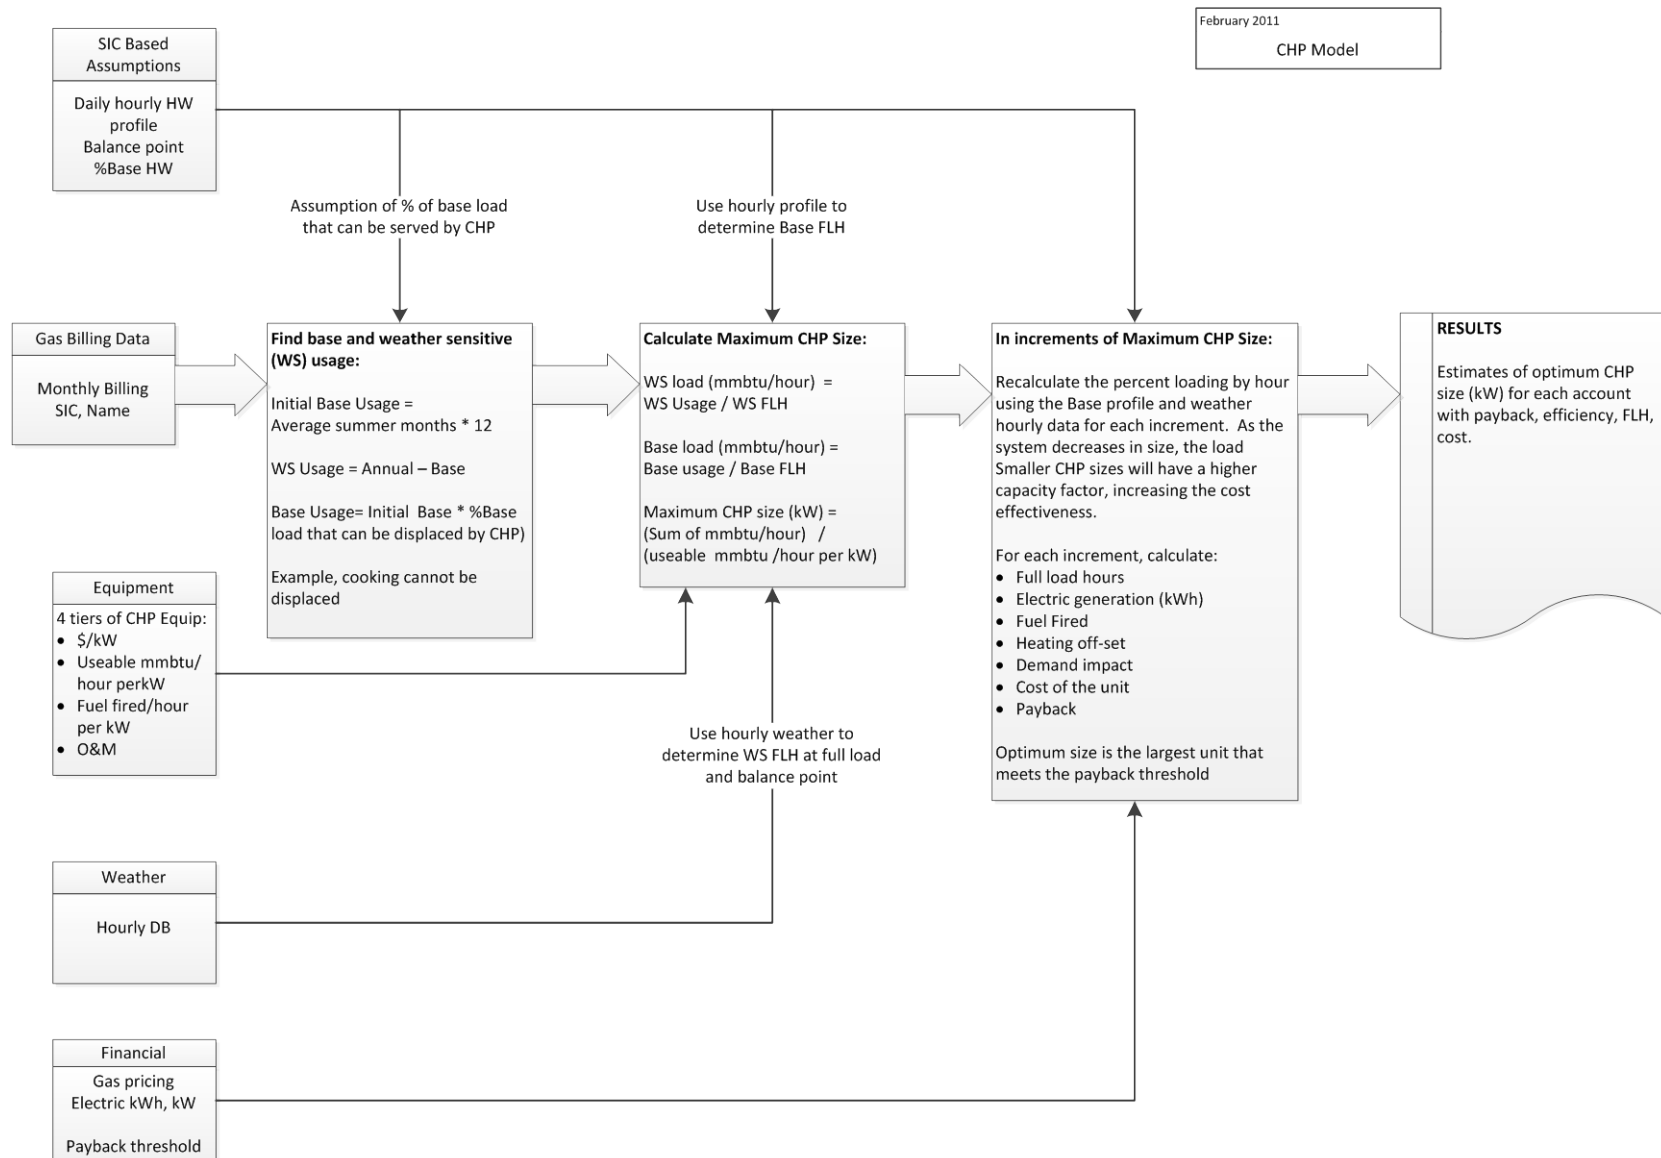 February 2011
CHP Model
SIC Based
Assumptions
Daily hourly HW
profile
Balance point
%Base HW
Assumption of % of base load
that can be served by CHP
Use hourly profile to
determine Base FLH
Gas Billing Data
Monthly Billing
SIC, Name
Find base and weather sensitive
(WS) usage:
Initial Base Usage =
Average summer months * 12
WS Usage = Annual – Base
Base Usage= Initial  Base * %Base
load that can be displaced by CHP)
Example, cooking cannot be
displaced
Calculate Maximum CHP Size:
WS load (mmbtu/hour)  =
WS Usage / WS FLH
Base load (mmbtu/hour) =
Base usage / Base FLH
Maximum CHP size (kW) =
(Sum of mmbtu/hour)   /
(useable  mmbtu /hour per kW)
In increments of Maximum CHP Size:
Recalculate the percent loading by hour
using the Base profile and weather
hourly data for each increment.  As the
system decreases in size, the load
Smaller CHP sizes will have a higher
capacity factor, increasing the cost
effectiveness.
For each increment, calculate:
• Full load hours
• Electric generation (kWh)
• Fuel Fired
• Heating off-set
• Demand impact
• Cost of the unit
• Payback
Optimum size is the largest unit that
meets the payback threshold
RESULTS
Estimates of optimum CHP
size (kW) for each account
with payback, efficiency, FLH,
cost.
Equipment
4 tiers of CHP Equip:
• $/kW
• Useable mmbtu/
hour perkW
• Fuel fired/hour
per kW
• O&M
Use hourly weather to
determine WS FLH at full load
and balance point
Weather
Hourly DB
Financial
Gas pricing
Electric kWh, kW
Payback threshold